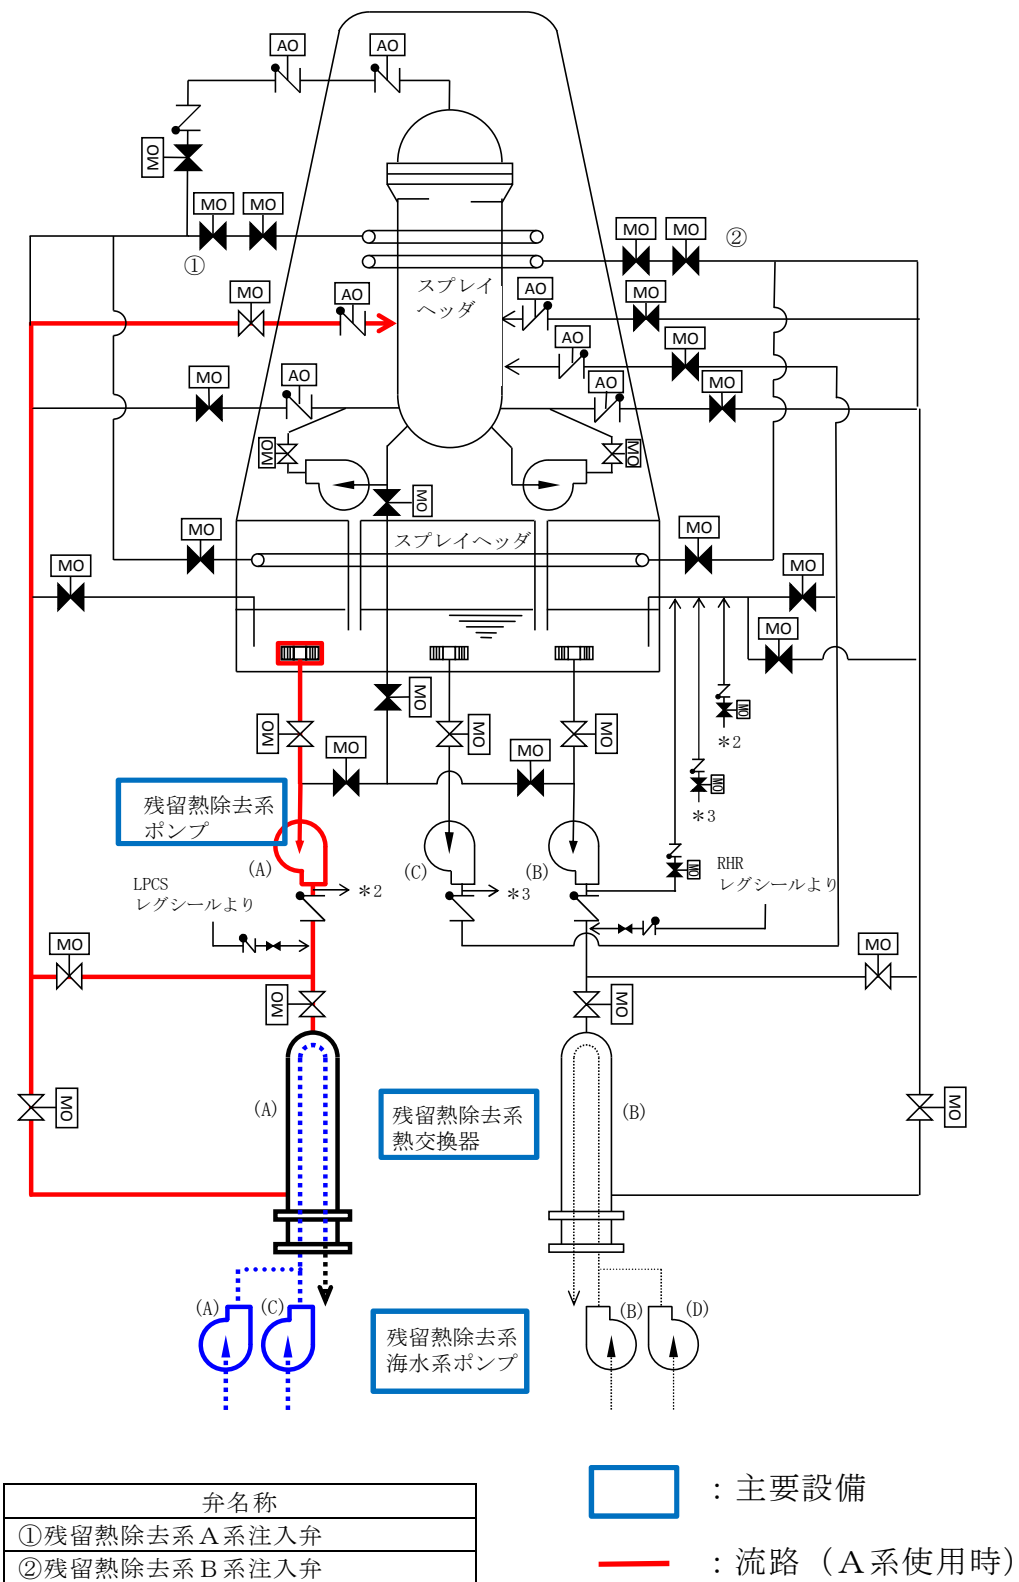 AO
AO
MO
MO
MO
MO
MO
①
②
スプレイ
ヘッダ
MO
AO
AO
MO
AO
MO
MO
AO
AO
MO
MO
MO
MO
MO
スプレイヘッダ
MO
MO
MO
MO
MO
MO
MO
MO
MO
MO
MO
MO
*2
MO
*3
残留熱除去系
ポンプ
(A)
(C)
(B)
MO
*2
*3
LPCS
レグシールより
RHR
レグシールより
MO
MO
MO
MO
MO
MO
(A)
(B)
残留熱除去系
熱交換器
(A)
(C)
(B)
(D)
残留熱除去系
海水系ポンプ
弁名称
①残留熱除去系A系注入弁
②残留熱除去系B系注入弁
：主要設備
：流路（A系使用時）